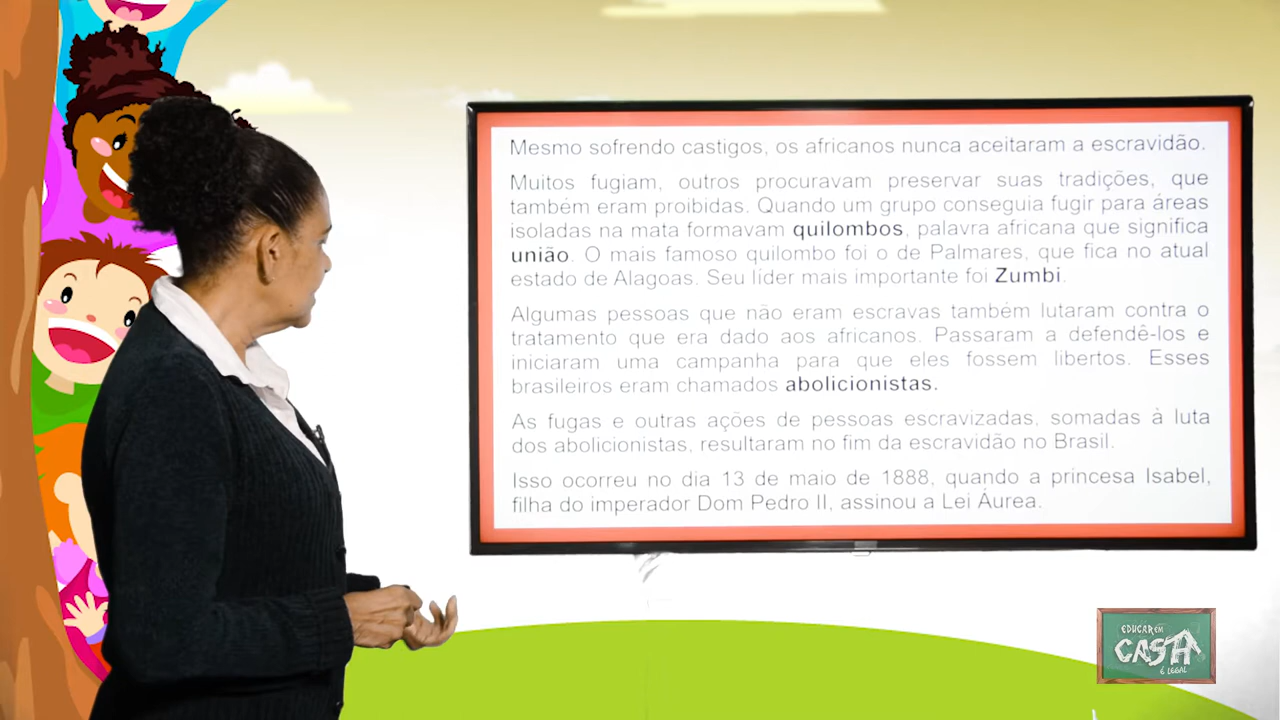 Mesmo sofrendo castigos, os africanos nunca aceitaram a escravidão.
Muitos fugiam, outros procuravam preservar suas tradições, que
também eram proibidas. Quando um grupo conseguia fugir para áreas
isoladas na mata formavam quilombos, palavra africana que significa
união. O mais famoso quilombo foi o de Palmares, que fica no atual
estado de Alagoas. Seu líder mais importante foi Zumbi.
Algumas pessoas que não eram escravas também lutaram contra o
tratamento que era dado aos africanos. Passaram a defendê-los e
iniciaram uma campanha para que eles fossem libertos. Esses
brasileiros eram chamados abolicionistas.
As fugas e outras ações de pessoas escravizadas, somadas à luta
dos abolicionistas, resultaram no fim da escravidão no Brasil.
Isso ocorreu no dia 13 de maio de 1888, quando a princesa Isabel,
filha do imperador Dom Pedro II, assinou a Lei Áurea.
EDUCAR EM
CASA
É LEGAL